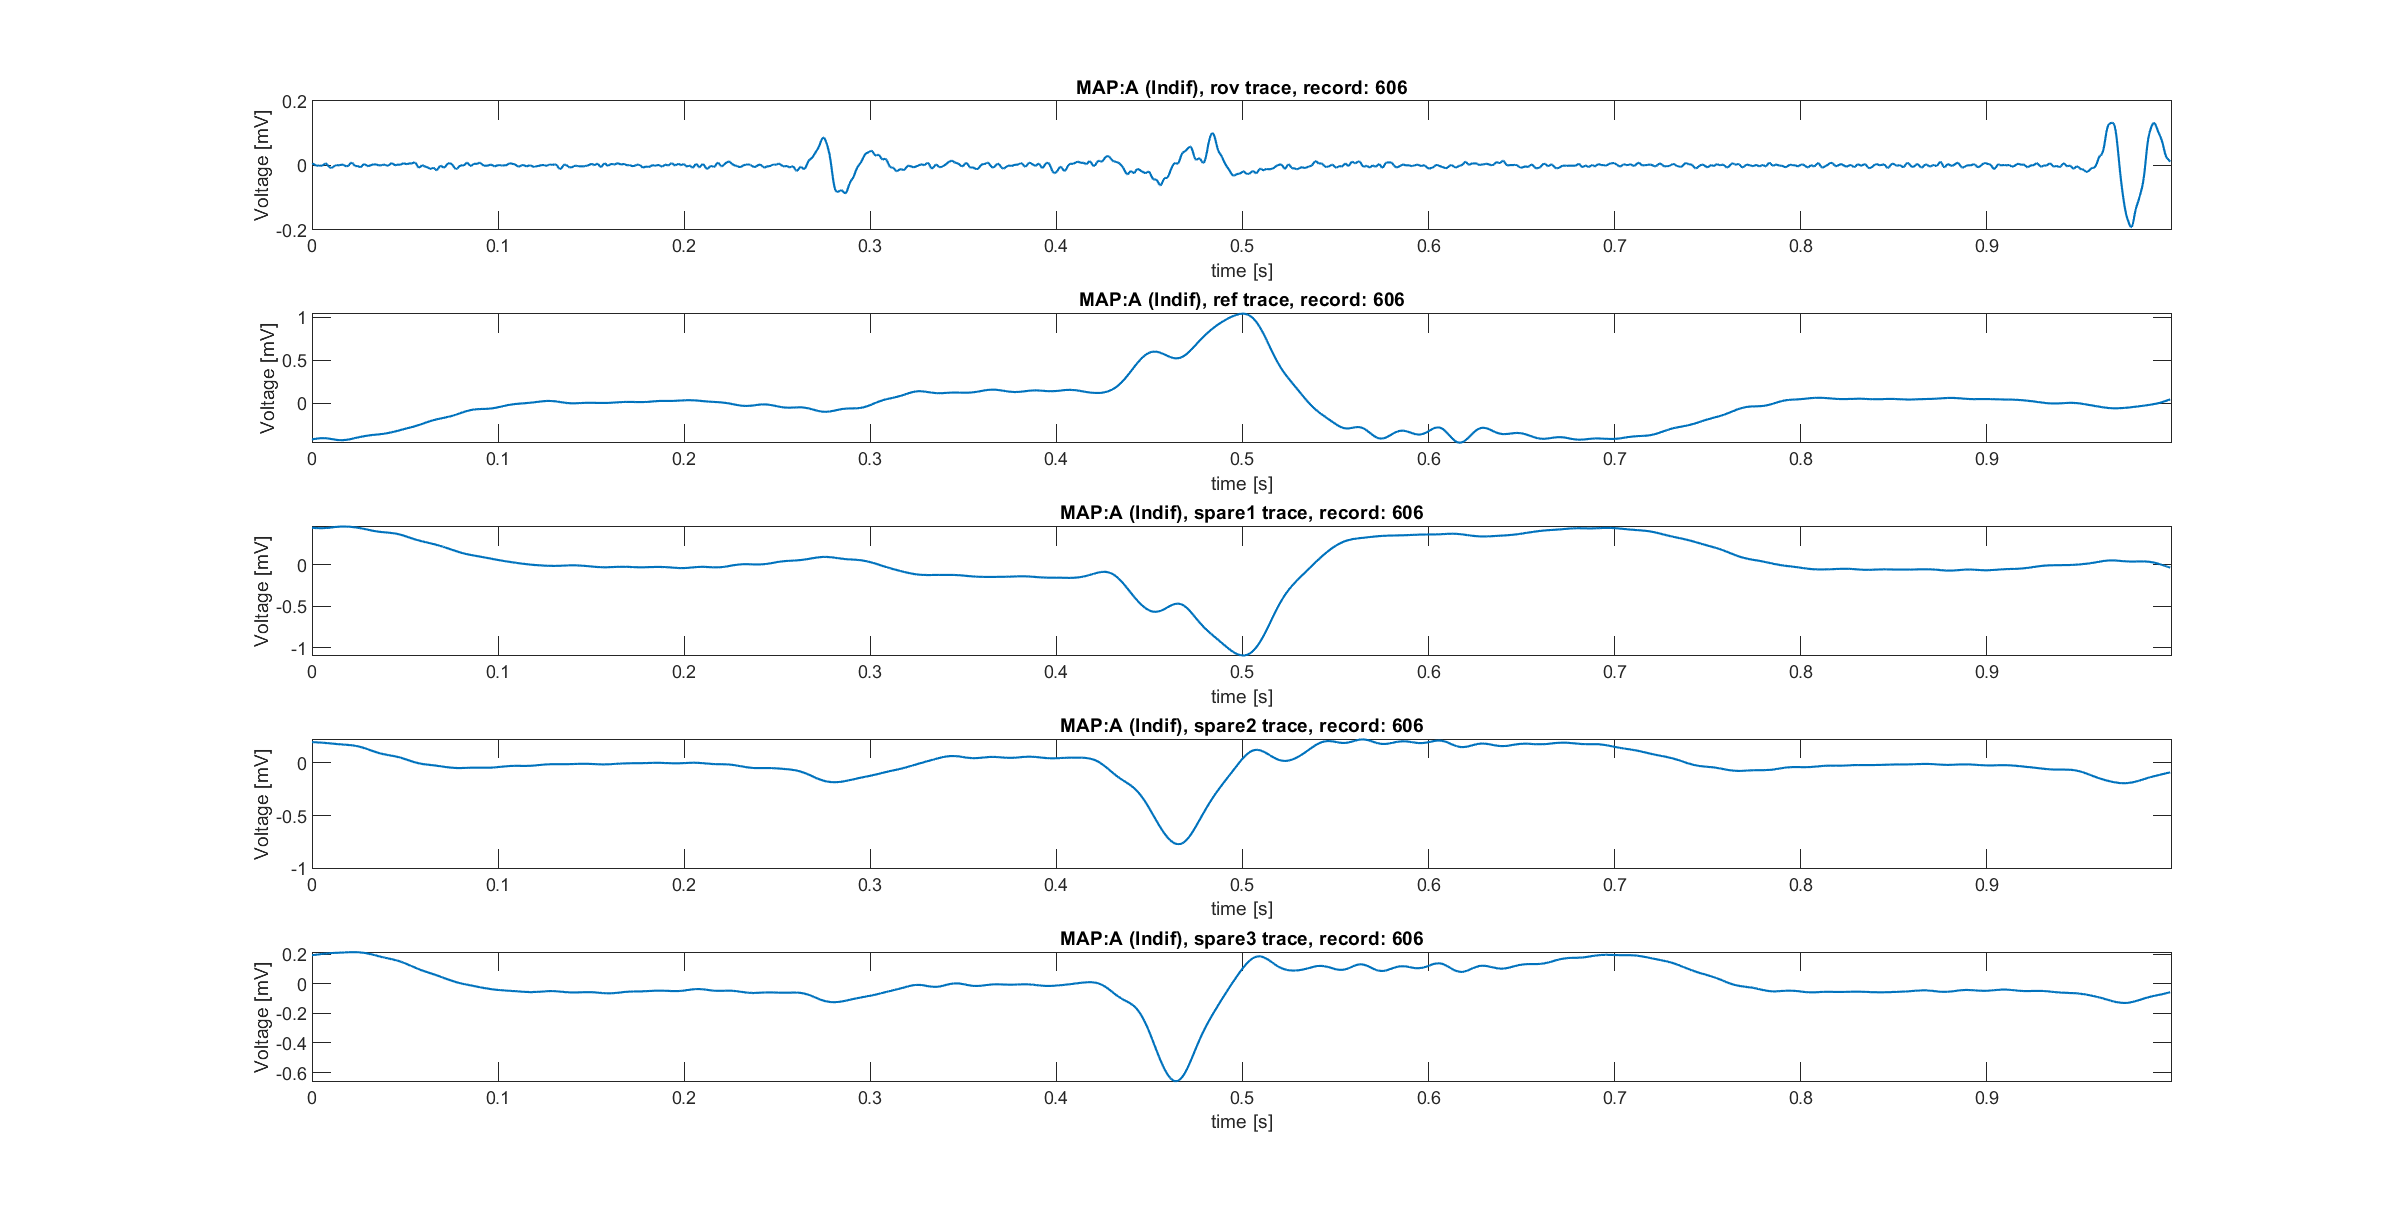 MAP:A (Indif), rov trace, record: 606
Voltage [mV]
0.2
0
-0.2
0 0.1 0.2 0.3 0.4 0.5 0.6 0.7 0.8 0.9
time [s]
MAP:A (Indif), ref trace, record: 606
Voltage [mV]
1
0.5
0
0 0.1 0.2 0.3 0.4 0.5 0.6 0.7 0.8 0.9
time [s]
MAP:A (Indif), spare1 trace, record: 606
Voltage [mV]
0
-0.5
-1
0 0.1 0.2 0.3 0.4 0.5 0.6 0.7 0.8 0.9
time [s]
MAP:A (Indif), spare2 trace, record: 606
Voltage [mV]
0
-0.5
-1
0 0.1 0.2 0.3 0.4 0.5 0.6 0.7 0.8 0.9
time [s]
MAP:A (Indif), spare3 trace, record: 606
Voltage [mV]
0.2
0
-0.2
-0.4
-0.6
0 0.1 0.2 0.3 0.4 0.5 0.6 0.7 0.8 0.9
time [s]